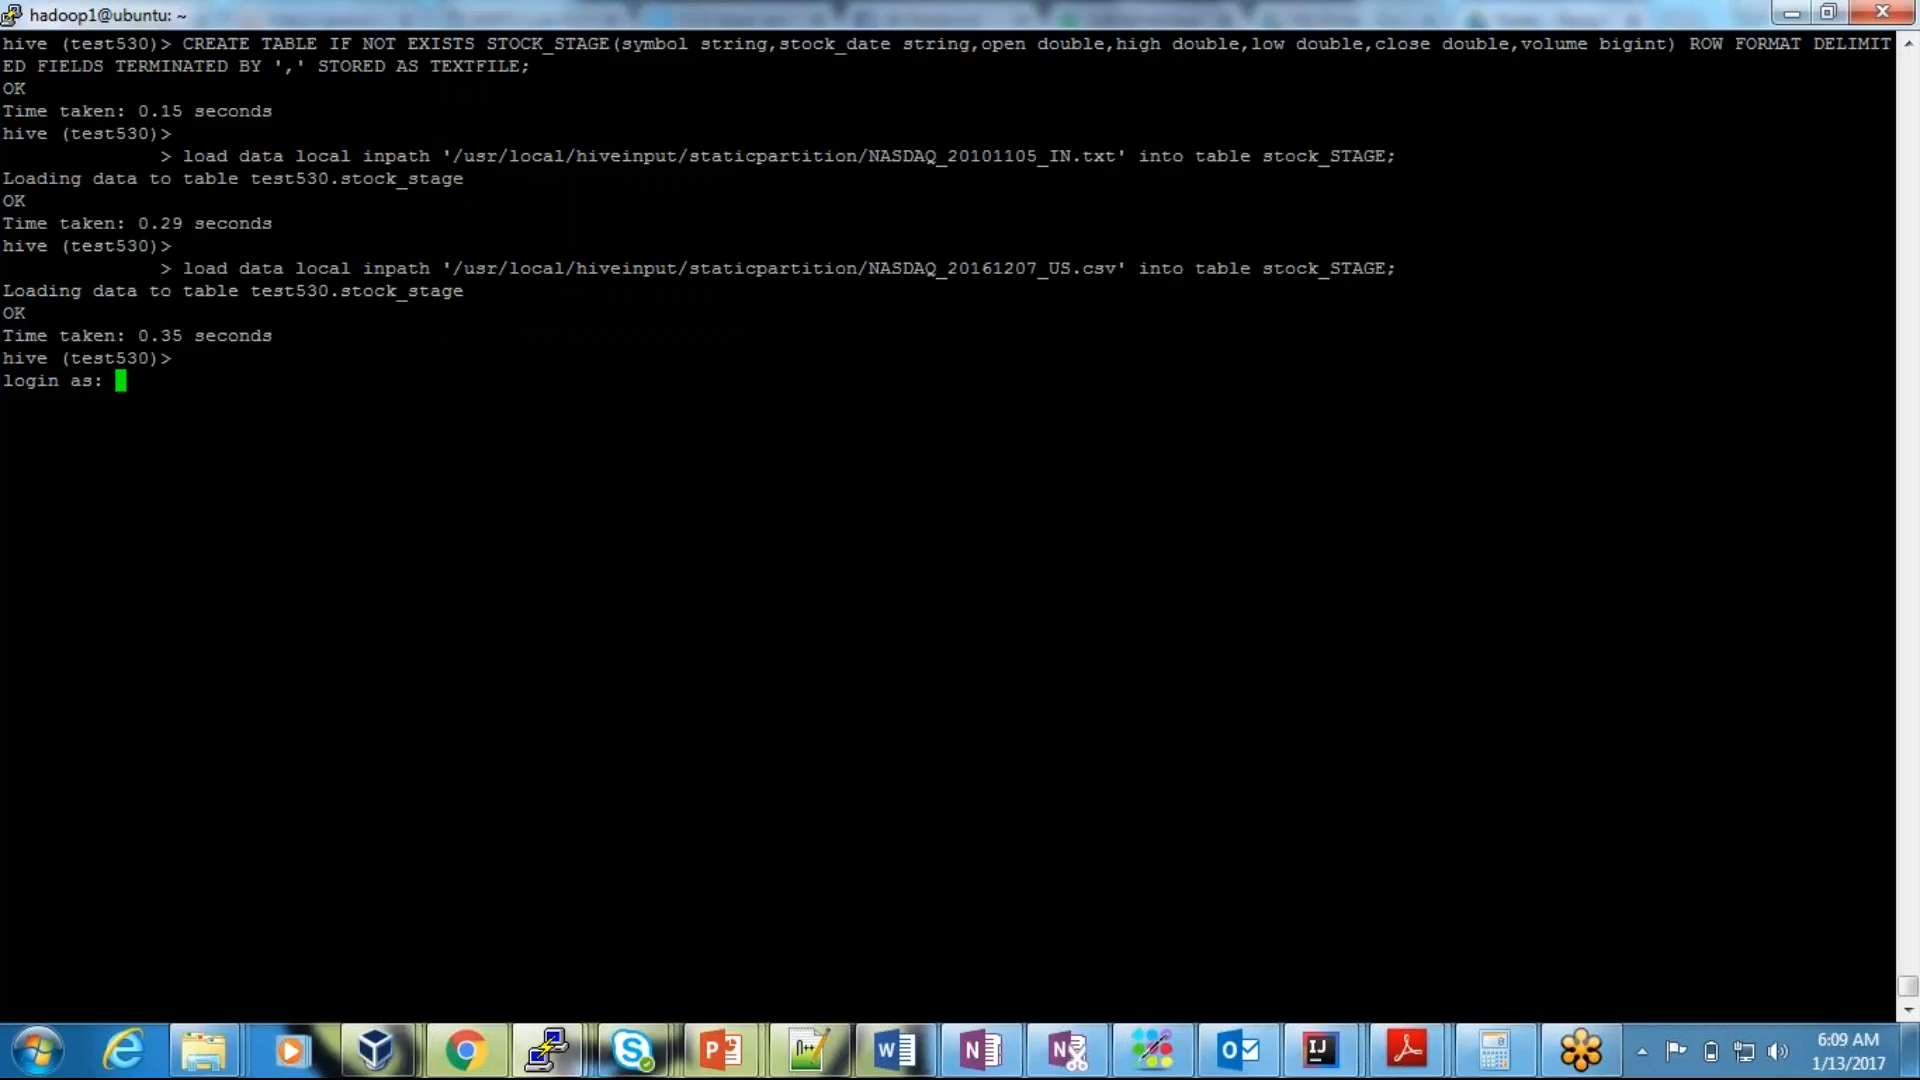 hadoop1@ubuntu: ~
hive (test530)> CREATE TABLE IF NOT EXISTS STOCK_STAGE(symbol string,stock_date string,open double,high double,low double,close double,volume bigint) ROW FORMAT DELIMIT
ED FIELDS TERMINATED BY ',' STORED AS TEXTFILE;
OK
Time taken: 0.15 seconds
hive (test530)>
> load data local inpath '/usr/local/hiveinput/staticpartition/NASDAQ_20101105_IN.txt' into table stock_STAGE;
Loading data to table test530.stock_stage
OK
Time taken: 0.29 seconds
hive (test530)>
> load data local inpath '/usr/local/hiveinput/staticpartition/NASDAQ_20161207_US.csv' into table stock_STAGE;
Loading data to table test530.stock_stage
OK
Time taken: 0.35 seconds
hive (test530)>
login as:
6:09 AM
1/13/2017